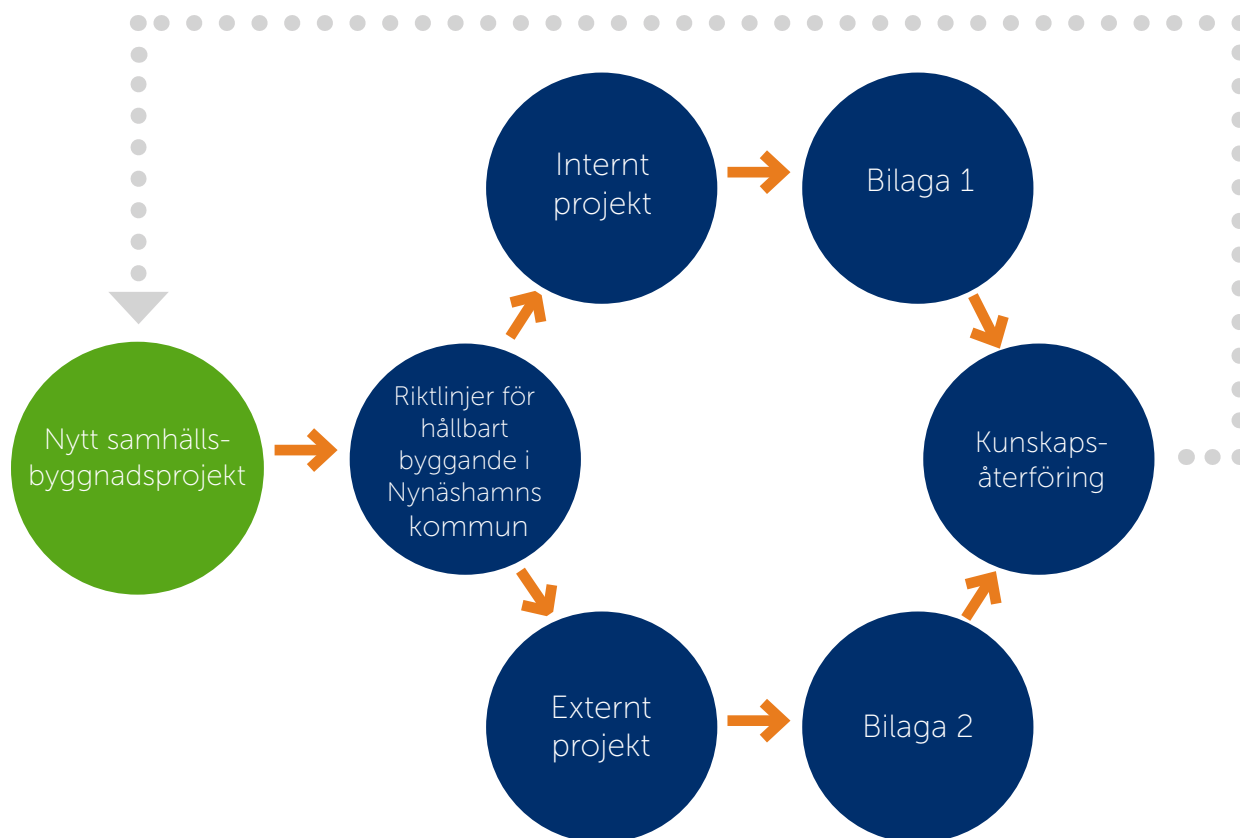 Nytt samhälls-
byggnadsprojekt
Riktlinjer för
hållbart
byggande i
Nynäshamns
kommun
Internt
projekt
Bilaga 1
Externt
projekt
Bilaga 2
Kunskaps-
återföring